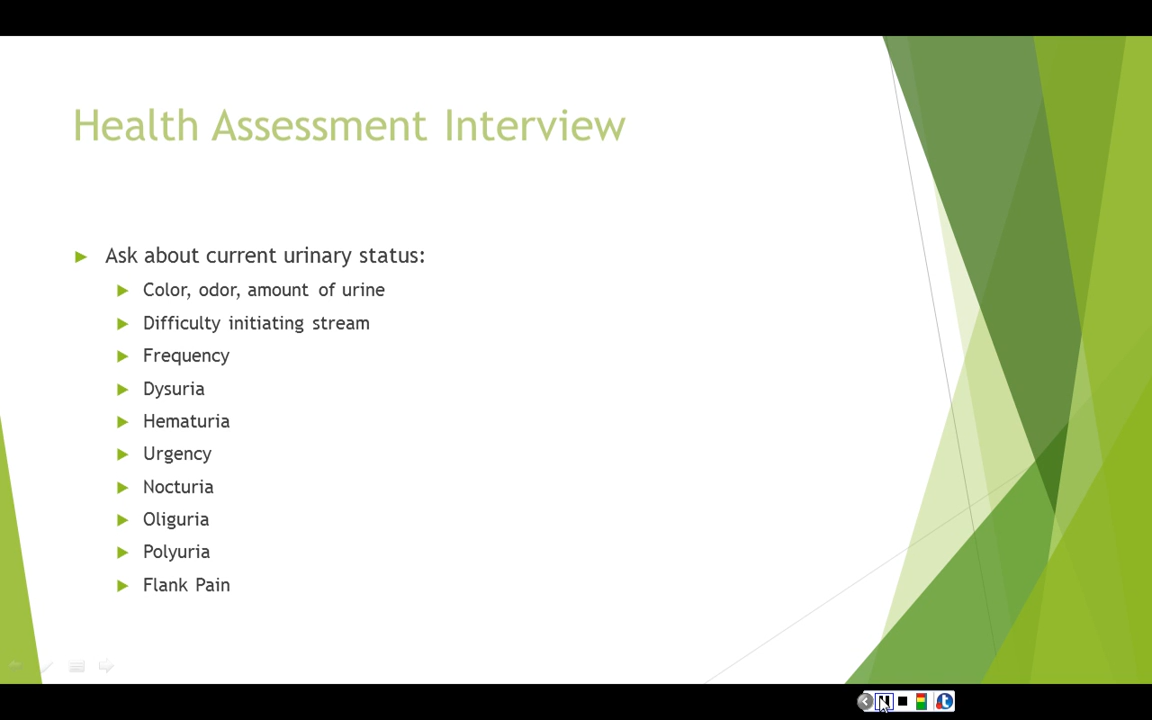 Health Assessment Interview
Ask about current urinary status:
Color, odor, amount of urine
Difficulty initiating stream
Frequency
Dysuria
Hematuria
Urgency
Nocturia
Oliguria
Polyuria
Flank Pain